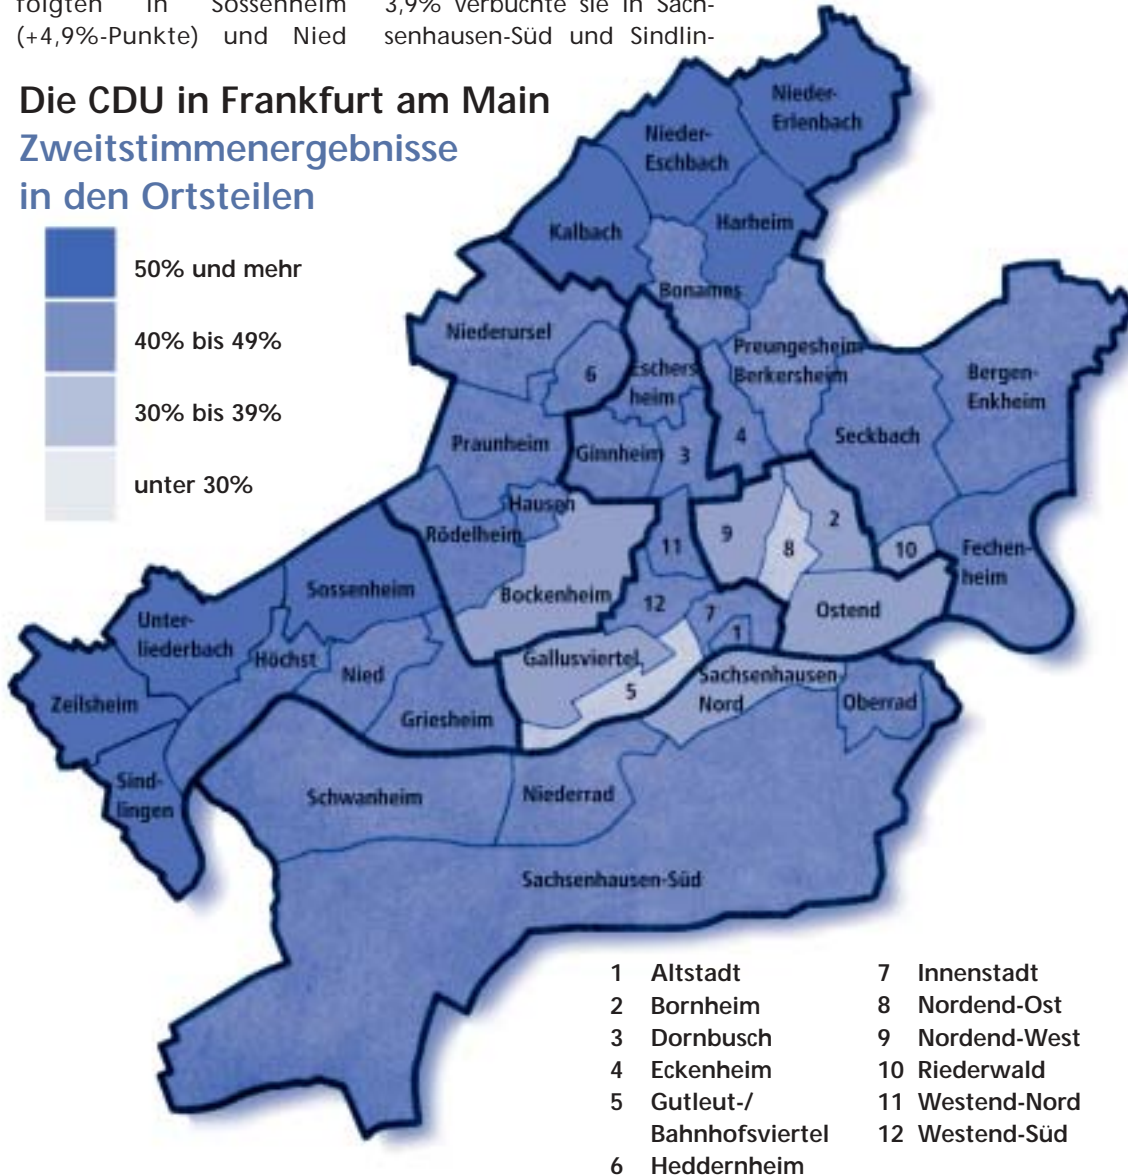 folgten in Sossenheim
(+4,9%-Punkte) und Nied
3,9% verbuchte sie in Sach-
senhausen-Süd und Sindlin-
Die CDU in Frankfurt am Main
Zweitstimmenergebnisse
in den Ortsteilen
50% und mehr
40% bis 49%
30% bis 39%
unter 30%
Nieder-
Erlenbach
Nieder-
Eschbach
Kalbach
Harheim
Bonames
Niederursel
6
Eschers
heim
Preungesheim
Berkersheim
Bergen-
Enkheim
Praunheim
Ginnheim
3
4
Seckbach
Hausen
Rödelheim
11
9
8
2
10
Fechen-
heim
Sossenheim
Bockenheim
12
7
1
Ostend
Unter-
liederbach
Höchst
Nied
Gallusviertel
5
Sachsenhausen-
Nord
Oberrad
Zeilsheim
Griesheim
Sind-
lingen
Schwanheim
Niederrad
Sachsenhausen-Süd
1 Altstadt
2 Bornheim
3 Dornbusch
4 Eckenheim
5 Gutleut-/
Bahnhofsviertel
6 Heddernheim
7 Innenstadt
8 Nordend-Ost
9 Nordend-West
10 Riederwald
11 Westend-Nord
12 Westend-Süd